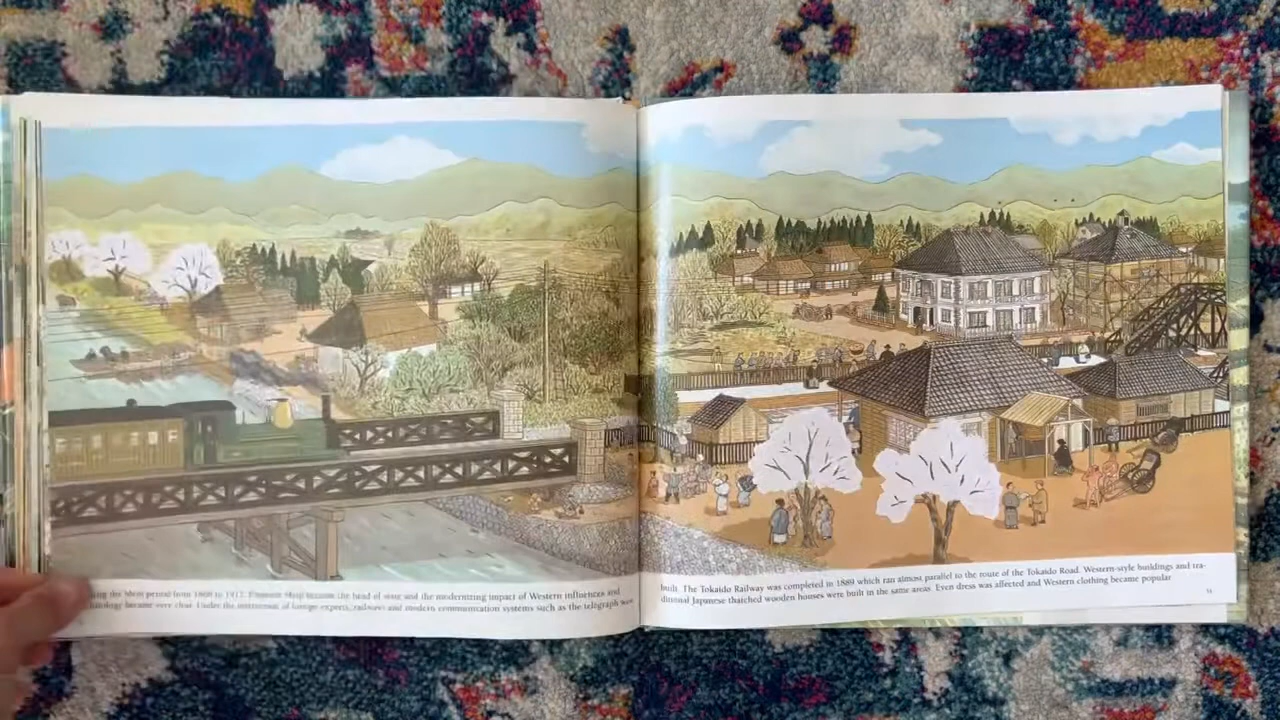 ing the Meiji period from 1868 to 1912. Emperor Meiji became the head of state and the modernizing impact of Western influences and
technology became very clear. Under the instruction of foreign experts, railways and modern communication systems such as the telegraph were
built. The Tokaido Railway was completed in 1889 which ran almost parallel to the route of the Tokaido Road. Western-style buildings and tra-
ditional Japanese thatched wooden houses were built in the same areas. Even dress was affected and Western clothing became popular